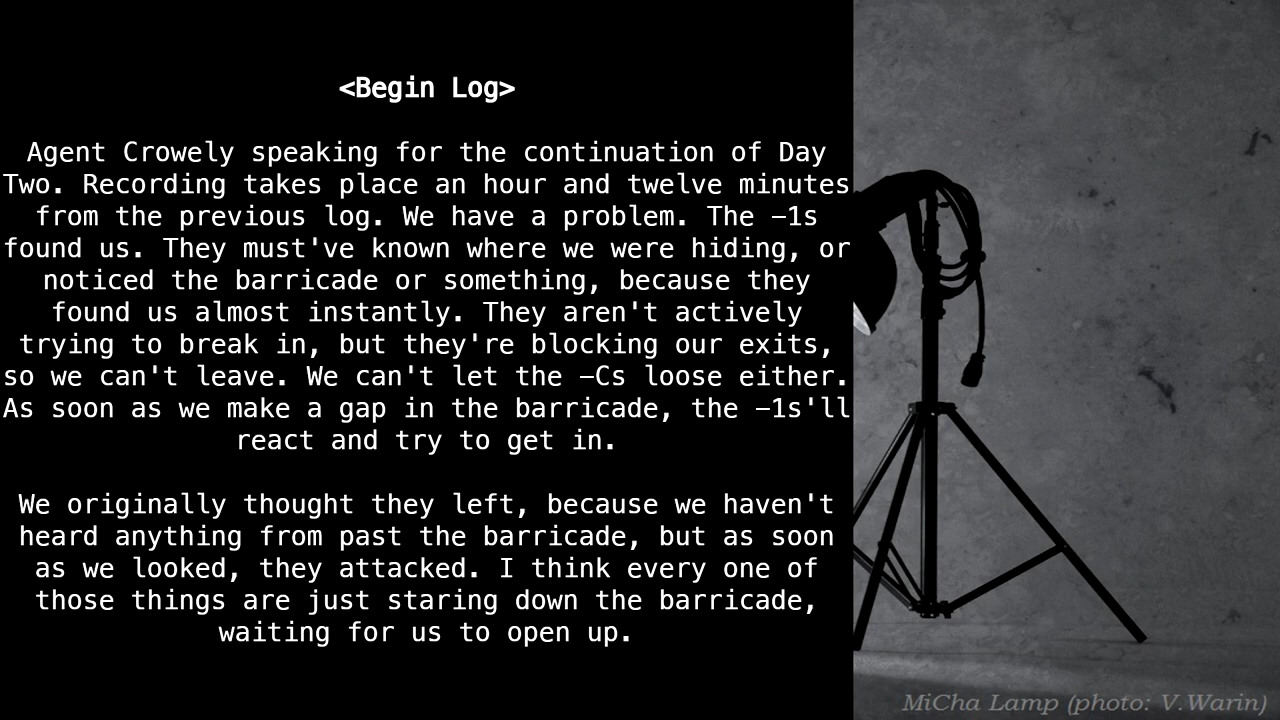 <Begin Log>
Agent Crowely speaking for the continuation of Day
Two. Recording takes place an hour and twelve minutes
from the previous log. We have a problem. The –1s
found us. They must've known where we were hiding, or
noticed the barricade or something, because they
found us almost instantly. They aren't actively
trying to break in, but they're blocking our exits,
so we can't leave. We can't let the –Cs loose either.
As soon as we make a gap in the barricade, the –1s'll
react and try to get in.
We originally thought they left, because we haven't
heard anything from past the barricade, but as soon
as we looked, they attacked. I think every one of
those things are just staring down the barricade,
waiting for us to open up.
MiCha Lamp (photo: V.Warin)